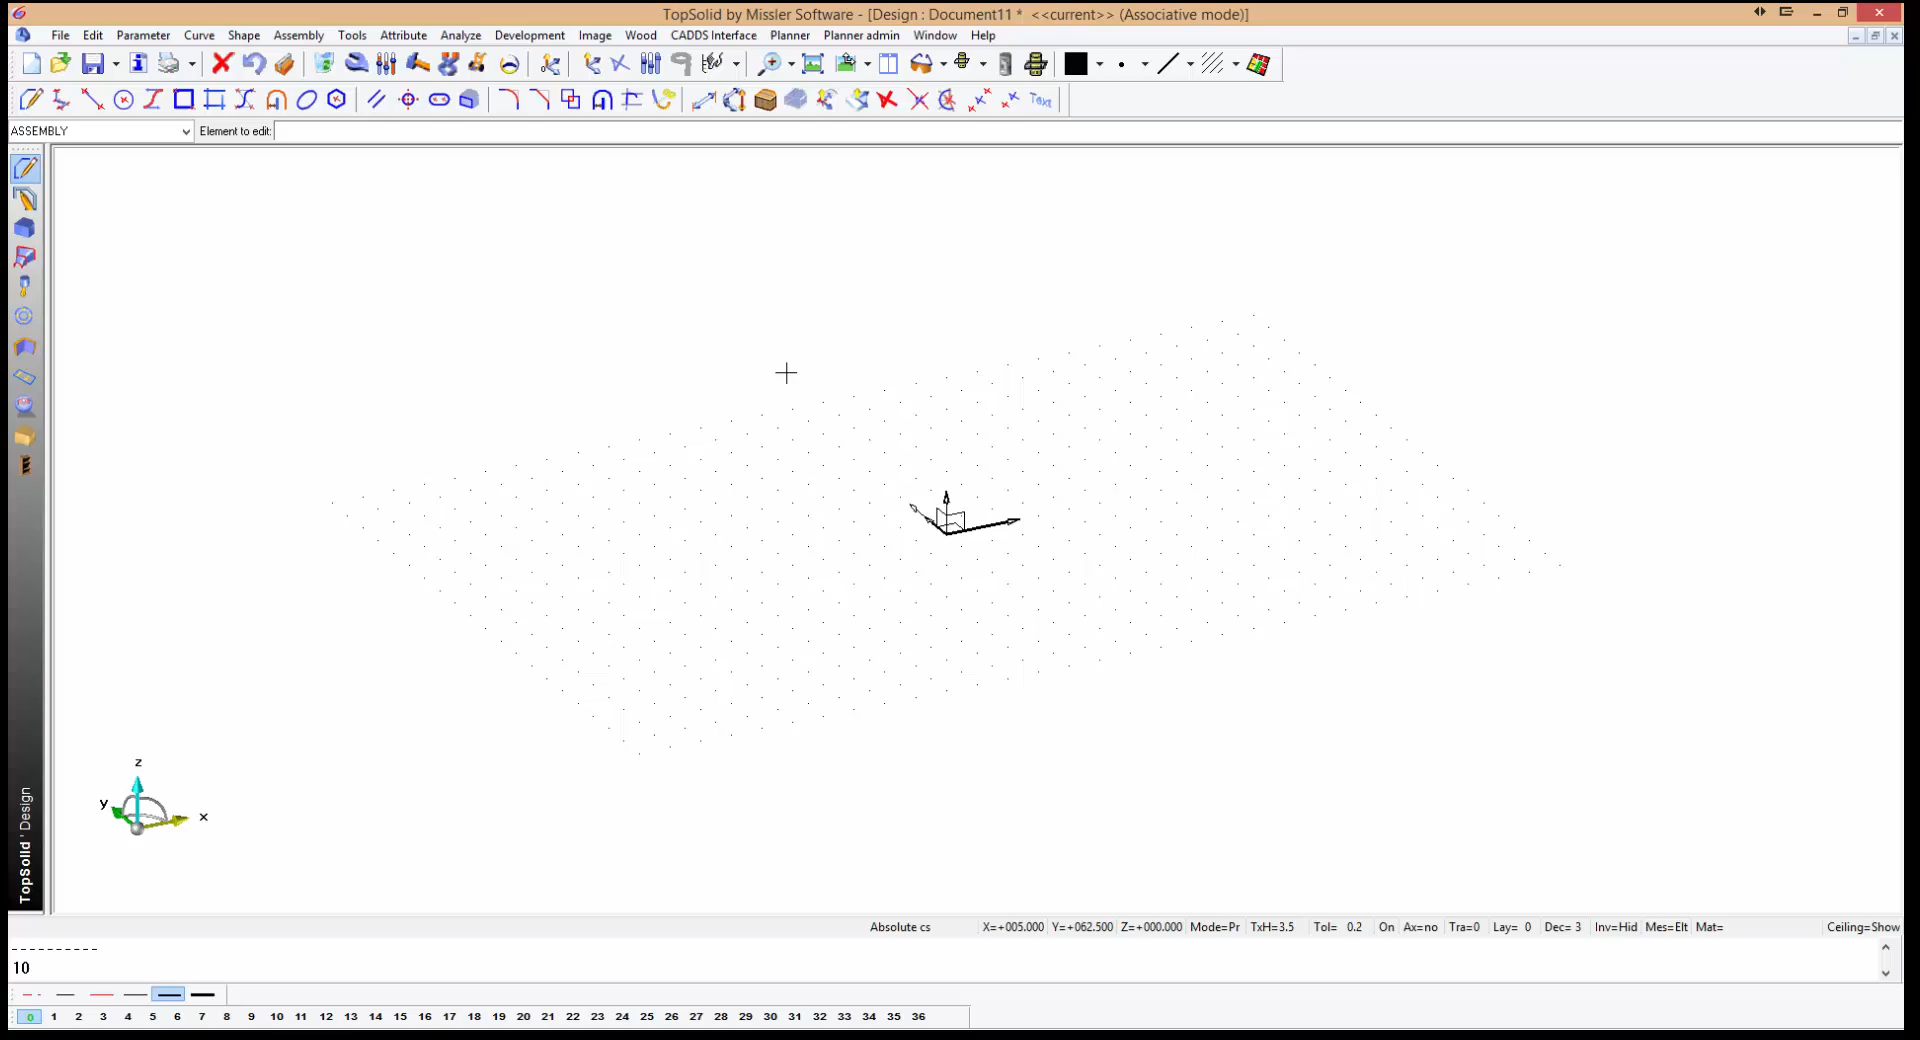 TopSolid by Missler Software - [Design : Document11 *  <<current>> (Associative mode)]
File Edit Parameter Curve Shape Assembly Tools Attribute Analyze Development Image Wood CADDS Interface Planner Planner admin Window Help
Text
ASSEMBLY Element to edit:
z
y
x
TopSolid ' Design
Absolute cs X=+005.000 Y=+062.500 Z=+000.000 Mode=Pr TxH=3.5 Tol= 0.2 On Ax=no Tra=0 Lay= 0 Dec= 3 Inv=Hid Mes=Elt Mat= Ceiling=Show
------------
10
0 1 2 3 4 5 6 7 8 9 10 11 12 13 14 15 16 17 18 19 20 21 22 23 24 25 26 27 28 29 30 31 32 33 34 35 36